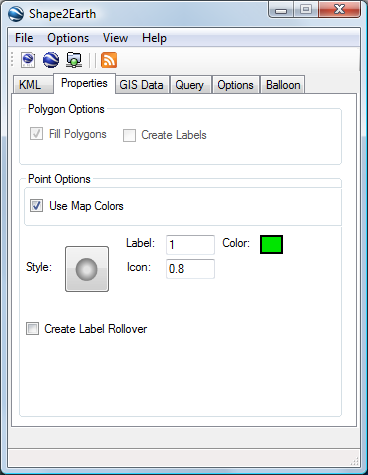 Shape2Earth
File Options View Help
KML Properties GIS Data Query Options Balloon
Polygon Options
Fill Polygons Create Labels
Point Options
Use Map Colors
Label: 1 Color:
Style: Icon: 0.8
Create Label Rollover